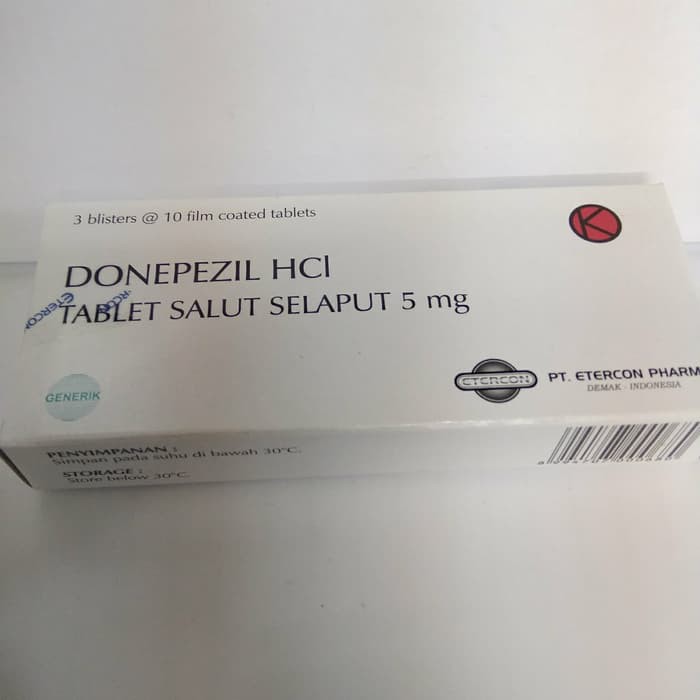 3 blisters @ 10 film coated tablets
K
DONEPEZIL HCl
TABLET SALUT SELAPUT 5 mg
ETERCON
GENERIK
ETERCON
PT. ETERCON PHARM
DEMAK - INDONESIA
PENYIMPANAN :
Simpan pada suhu di bawah 30°C.
STORAGE :
Store below 30°C.